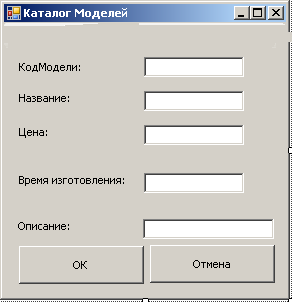 Каталог Моделей
КодМодели:
Название:
Цена:
Время изготовления:
Описание:
OK
Отмена